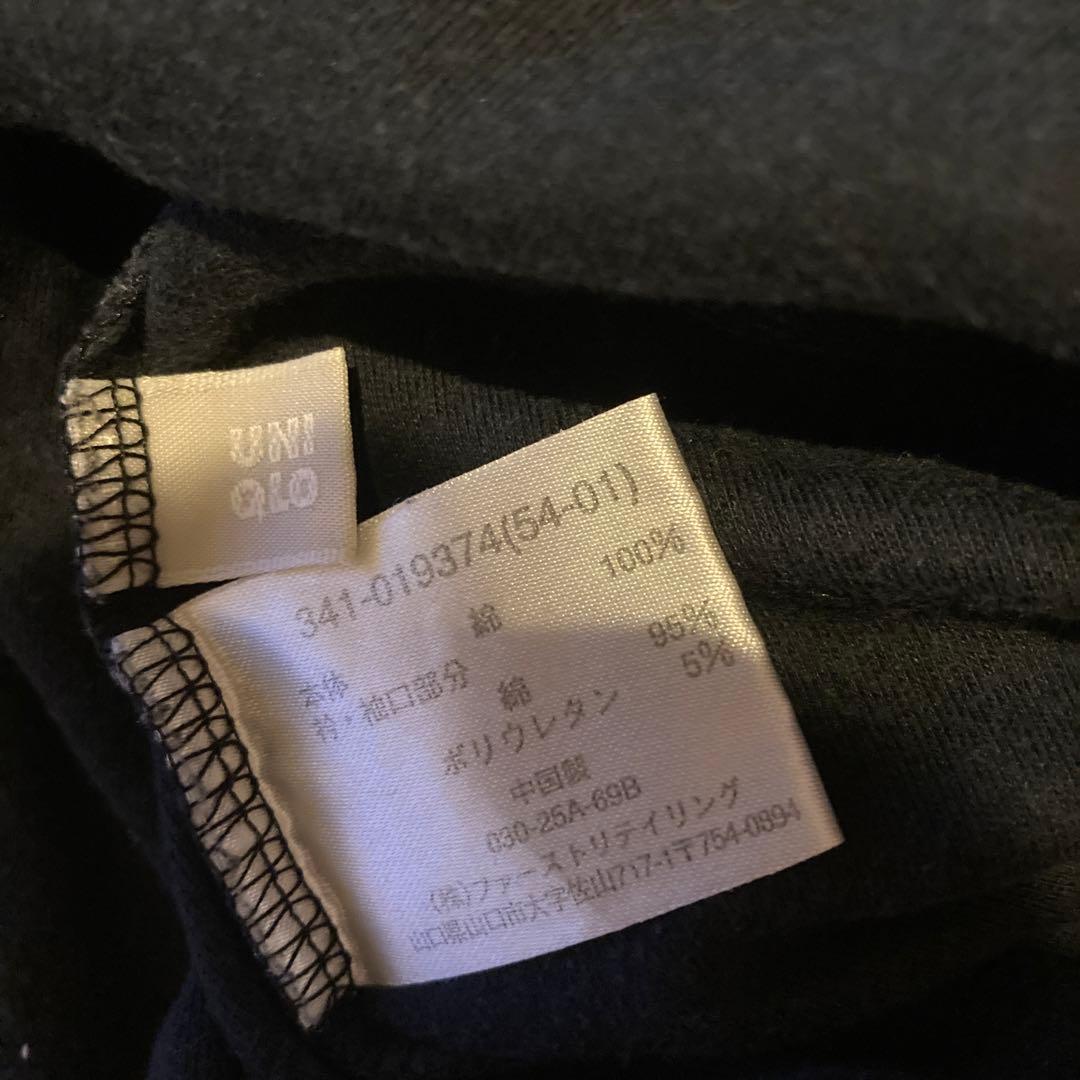 UNI
QLO
341-019374(54-01)
本体 綿 100%
衿・袖口部分 綿 95%
ポリウレタン 5%
中国製
030-25A-69B
(株)ファーストリテイリング
山口県山口市大字佐山717-1〒754-0894